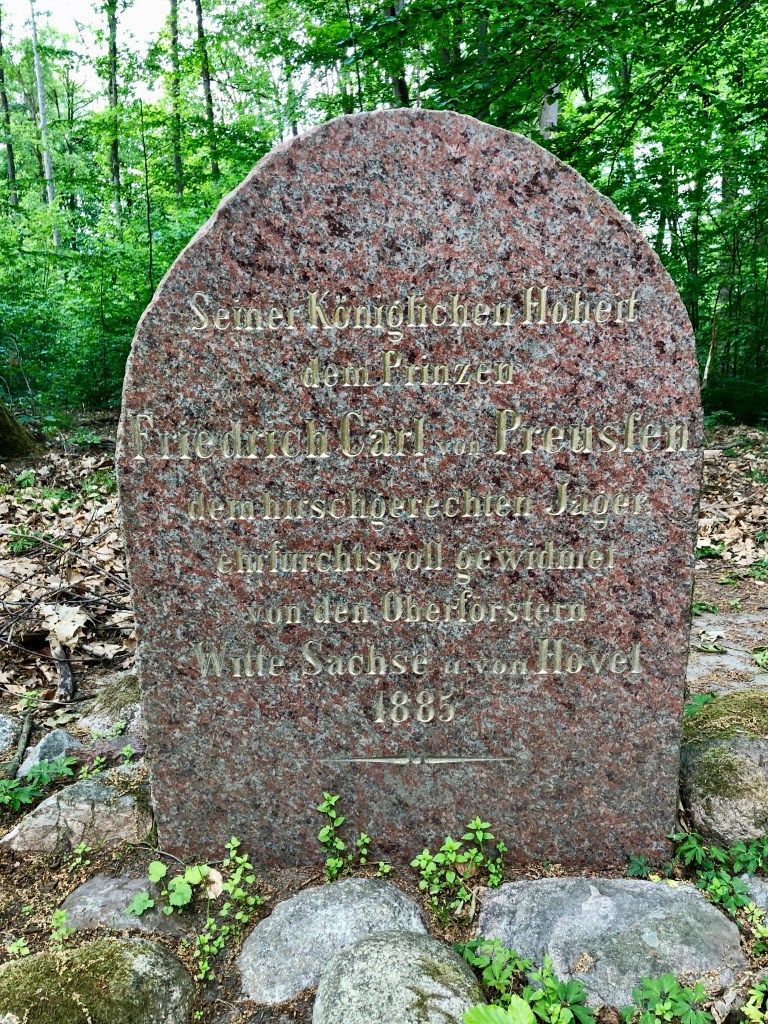 Seiner Königlichen Hoheit
dem Prinzen
Friedrich Carl von Preussen
dem hirschgerechten Jäger
ehrfurchtsvoll gewidmet
von den Oberförstern
Witte, Sachse u. von Hövel
1885